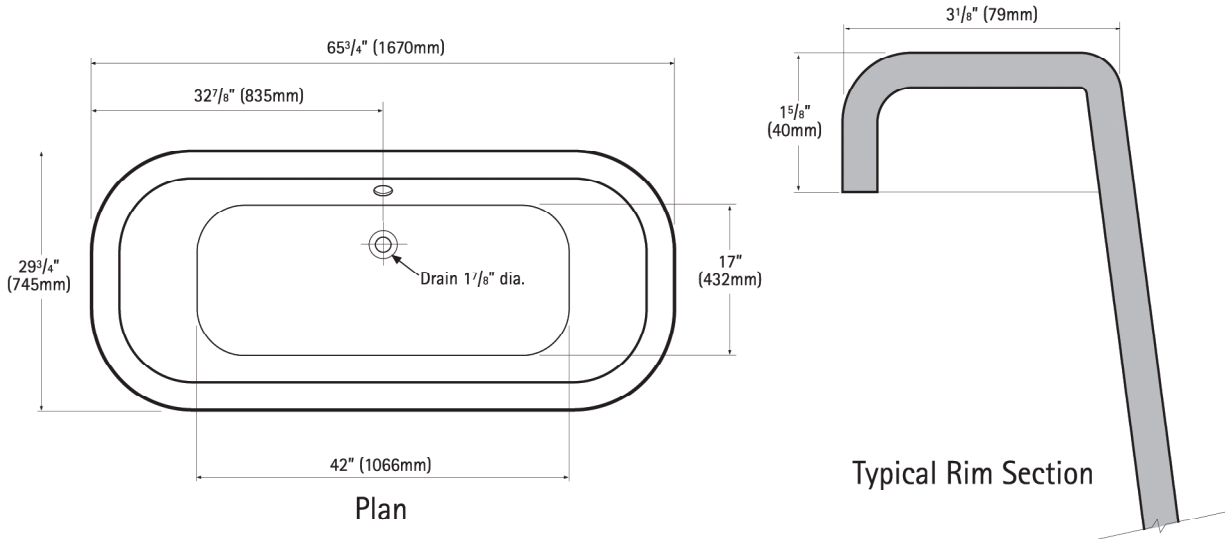 65³/₄" (1670mm)
32⁷/₈" (835mm)
29³/₄"
(745mm)
Drain 1⁷/₈" dia.
17"
(432mm)
42" (1066mm)
Plan
3¹/₈" (79mm)
1⁵/₈"
(40mm)
Typical Rim Section